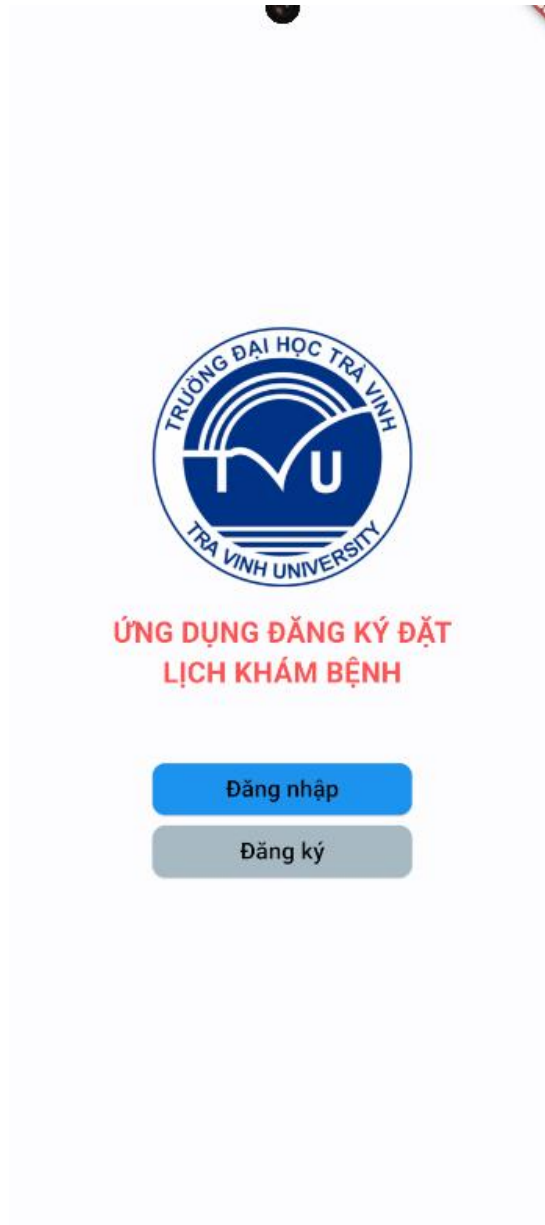 TRƯỜNG ĐẠI HỌC TRÀ VINH
TVU
TRA VINH UNIVERSITY
ỨNG DỤNG ĐĂNG KÝ ĐẶT
LỊCH KHÁM BỆNH
Đăng nhập
Đăng ký